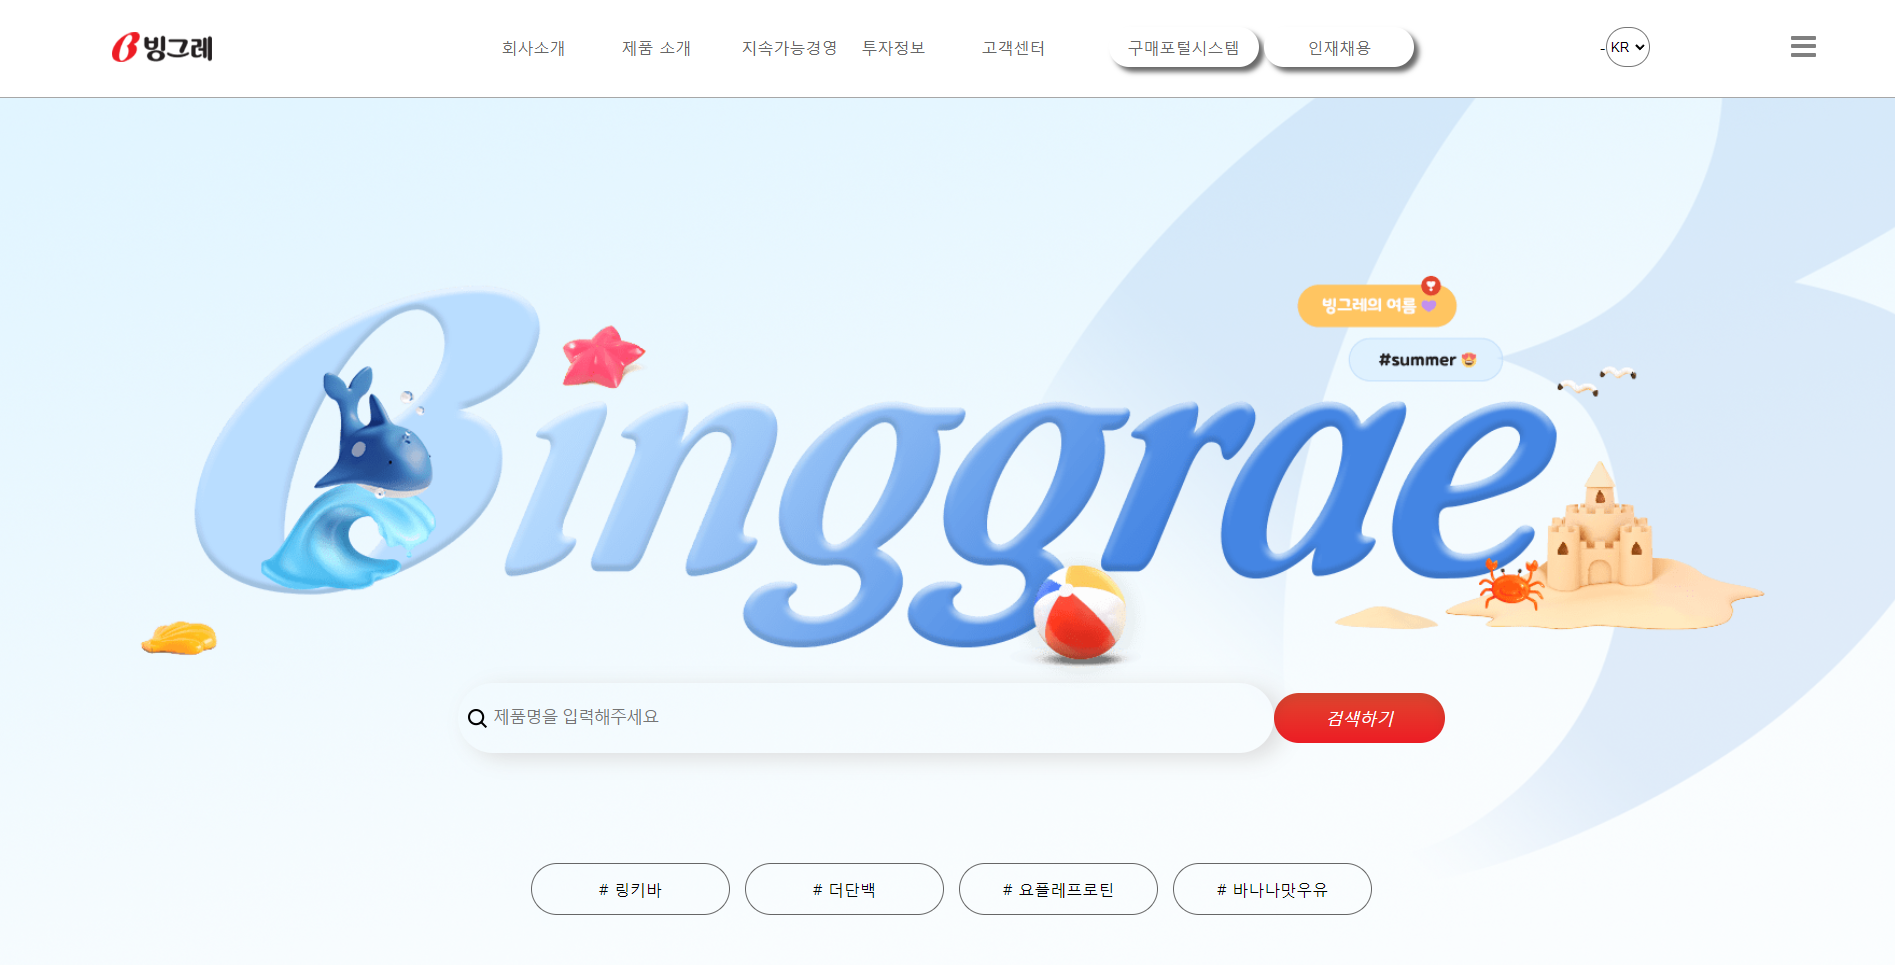 빙그레
회사소개 제품 소개 지속가능경영 투자정보 고객센터 구매포털시스템 인재채용 - KR
빙그레의 여름
#summer
Binggrae
제품명을 입력해주세요 검색하기
# 링키바 # 더단백 # 요플레프로틴 # 바나나맛우유